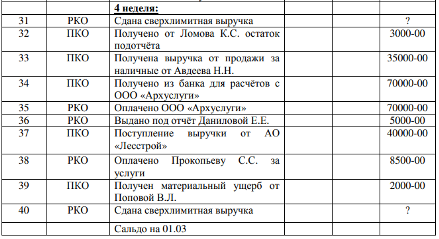 4 неделя:
31 РКО Сдана сверхлимитная выручка ?
32 ПКО Получено от Ломова К.С. остаток 3000-00
подотчёта
33 ПКО Получена выручка от продажи за 35000-00
наличные от Авдеева Н.Н.
34 ПКО Получено из банка для расчётов с 70000-00
ООО «Архуслуги»
35 РКО Оплачено ООО «Архуслуги» 70000-00
36 РКО Выдано под отчёт Даниловой Е.Е. 5000-00
37 ПКО Поступление выручки от АО 40000-00
«Лесстрой»
38 РКО Оплачено Прокопьеву С.С. за 8500-00
услуги
39 ПКО Получен материальный ущерб от 2000-00
Поповой В.Л.
40 РКО Сдана сверхлимитная выручка ?
Сальдо на 01.03